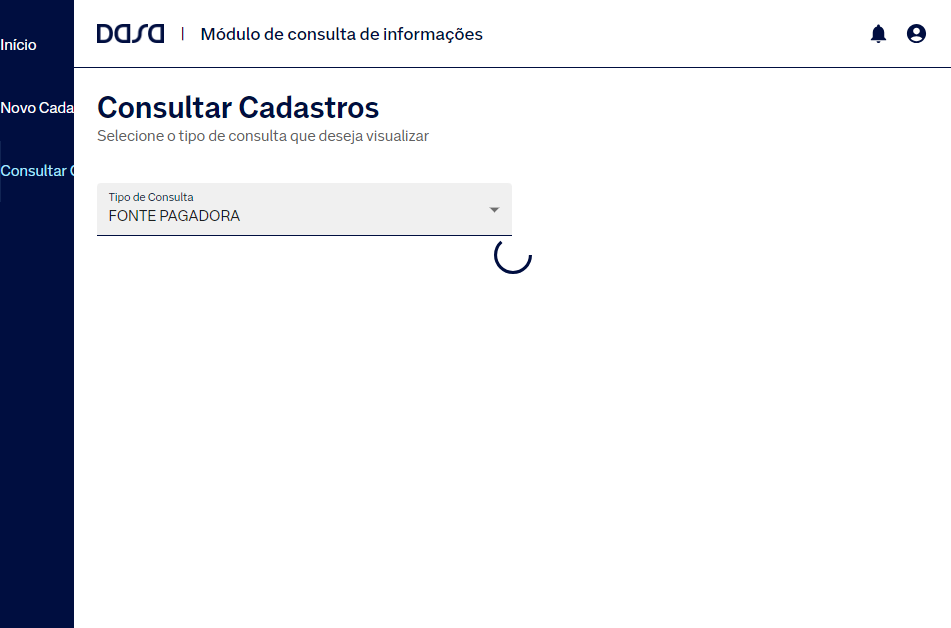 Início
Novo Cada
Consultar C
DASA | Módulo de consulta de informações
Consultar Cadastros
Selecione o tipo de consulta que deseja visualizar
Tipo de Consulta
FONTE PAGADORA